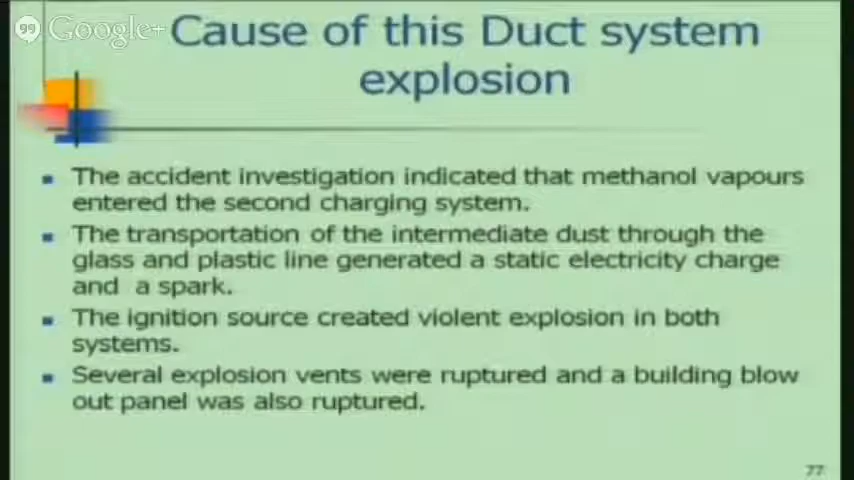 Google+
Cause of this Duct system
explosion
The accident investigation indicated that methanol vapours
entered the second charging system.
The transportation of the intermediate dust through the
glass and plastic line generated a static electricity charge
and a spark.
The ignition source created violent explosion in both
systems.
Several explosion vents were ruptured and a building blow
out panel was also ruptured.
77